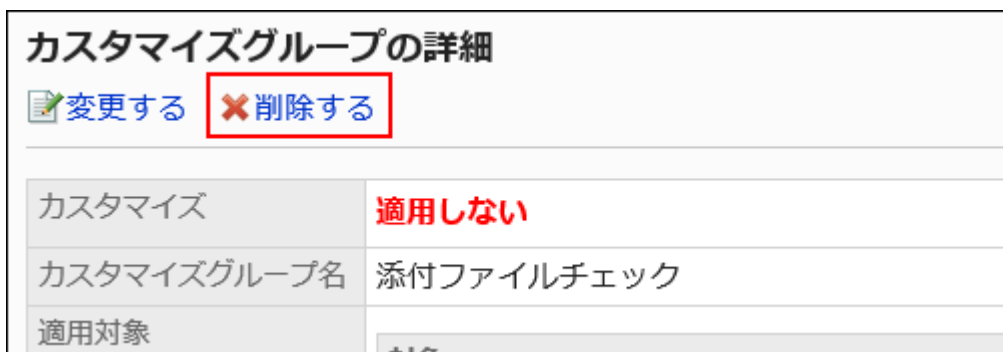 カスタマイズグループの詳細
変更する 削除する
カスタマイズ 適用しない
カスタマイズグループ名 添付ファイルチェック
適用対象